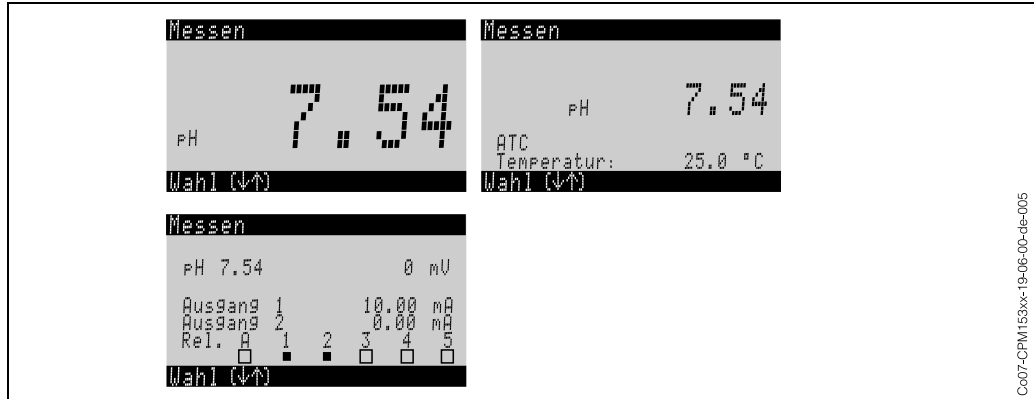 Messen
7.54
pH
Wahl (↓↑)
Messen
pH 7.54
ATC
Temperatur: 25.0 °C
Wahl (↓↑)
Messen
pH 7.54 0 mV
Ausgang 1 10.00 mA
Ausgang 2 0.00 mA
Rel. A 1 2 3 4 5
Wahl (↓↑)
Co07-CPM153xx-19-06-00-de-005